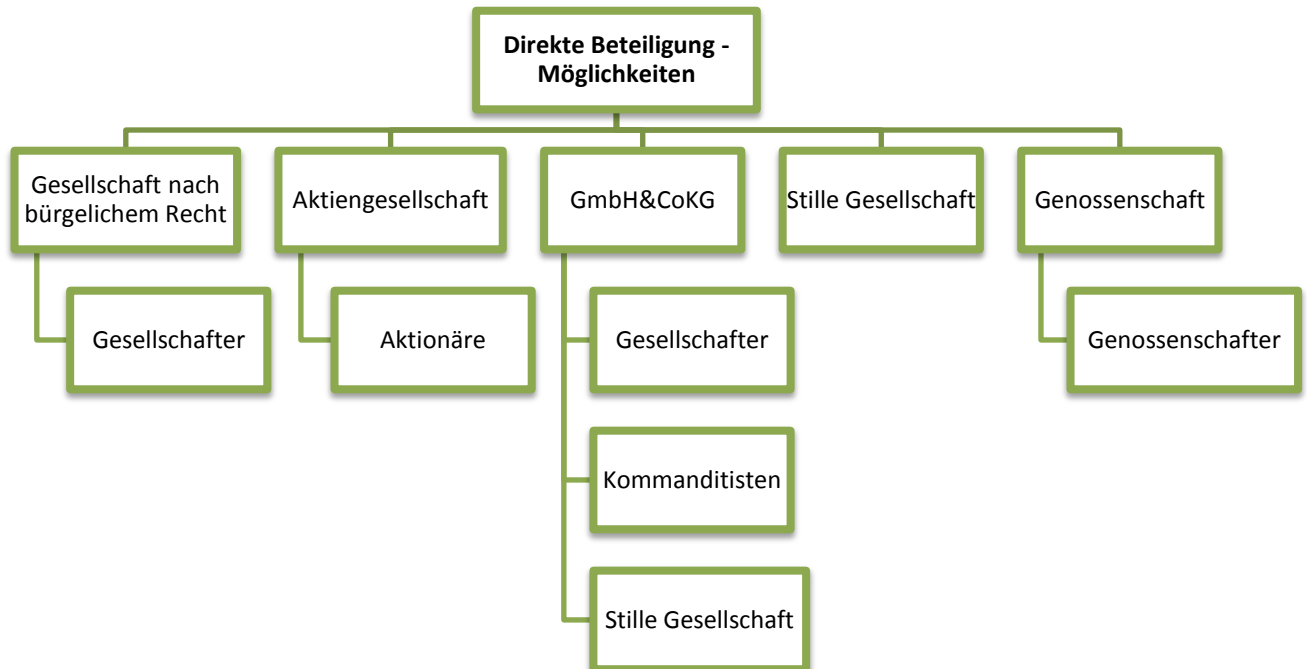 Direkte Beteiligung -
Möglichkeiten
Gesellschaft nach
bürgelichem Recht
Aktiengesellschaft
GmbH&CoKG
Stille Gesellschaft
Genossenschaft
Gesellschafter
Aktionäre
Gesellschafter
Genossenschafter
Kommanditisten
Stille Gesellschaft